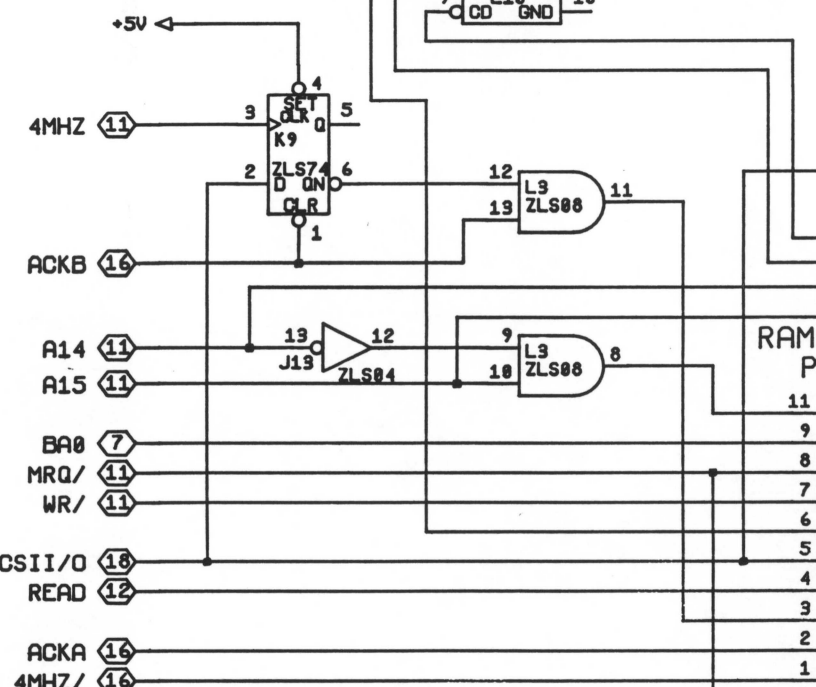 CD GND
+5V
4
SET
3 CLK Q 5
4MHZ 11
K9
2 ZLS74 6
D QN
CLR
1
12 L3 11
13 ZLS08
ACKB 16
A14 11
13 12
J13
ZLS04
9 L3 8
10 ZLS08
A15 11
RAM
P
11
BA0 7 9
MRQ/ 11 8
WR/ 11 7
6
CSII/O 18 5
READ 12 4
3
ACKA 16 2
4MHZ/ 16 1